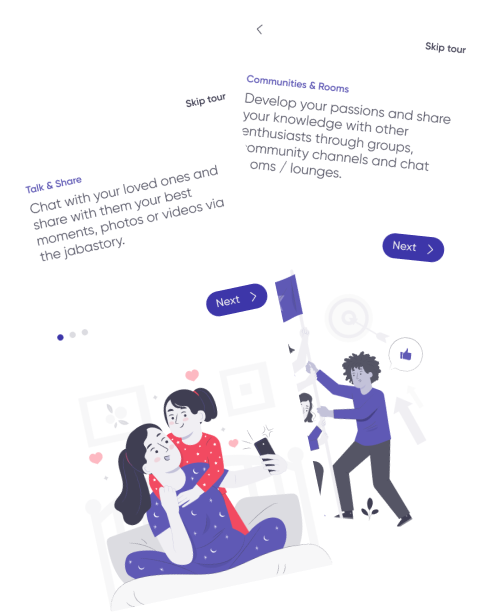 Skip tour
Talk & Share
Chat with your loved ones and
share with them your best
moments, photos or videos via
the jabastory.
Next
Skip tour
Communities & Rooms
Develop your passions and share
your knowledge with other
enthusiasts through groups,
community channels and chat
oms / lounges.
Next